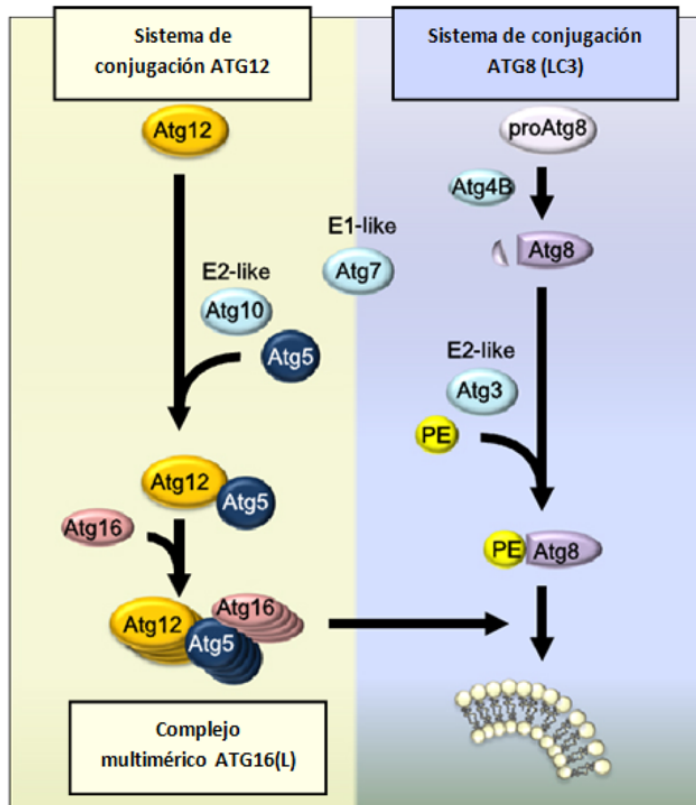 Sistema de
conjugación ATG12
Sistema de conjugación
ATG8 (LC3)
Atg12
proAtg8
Atg4B
Atg8
E1-like
Atg7
E2-like
Atg10
Atg5
E2-like
Atg3
PE
Atg12
Atg5
Atg16
PE
Atg8
Atg12
Atg5
Atg16
Complejo
multimérico ATG16(L)